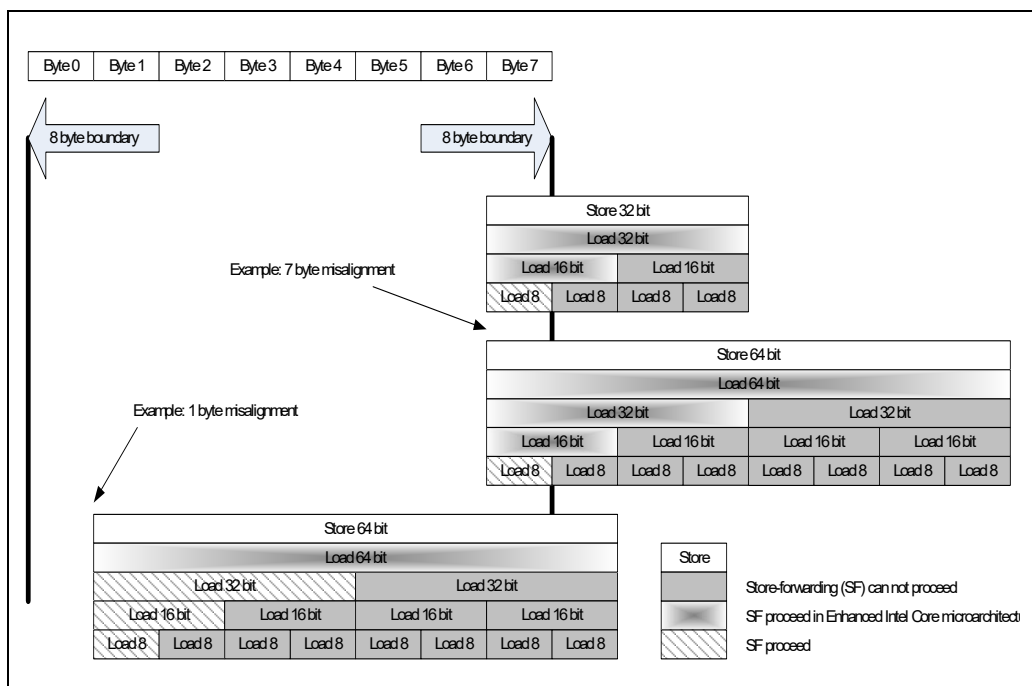 Byte 0 Byte 1 Byte 2 Byte 3 Byte 4 Byte 5 Byte 6 Byte 7
8 byte boundary 8 byte boundary
Store 32 bit
Load 32 bit
Example: 7 byte misalignment
Load 16 bit Load 16 bit
Load 8 Load 8 Load 8 Load 8
Store 64 bit
Load 64 bit
Example: 1 byte misalignment
Load 32 bit Load 32 bit
Load 16 bit Load 16 bit Load 16 bit Load 16 bit
Load 8 Load 8 Load 8 Load 8 Load 8 Load 8 Load 8 Load 8
Store 64 bit
Load 64 bit
Load 32 bit Load 32 bit
Load 16 bit Load 16 bit Load 16 bit Load 16 bit
Load 8 Load 8 Load 8 Load 8 Load 8 Load 8 Load 8 Load 8
Store
Store-forwarding (SF) can not proceed
SF proceed in Enhanced Intel Core microarchitectu
SF proceed